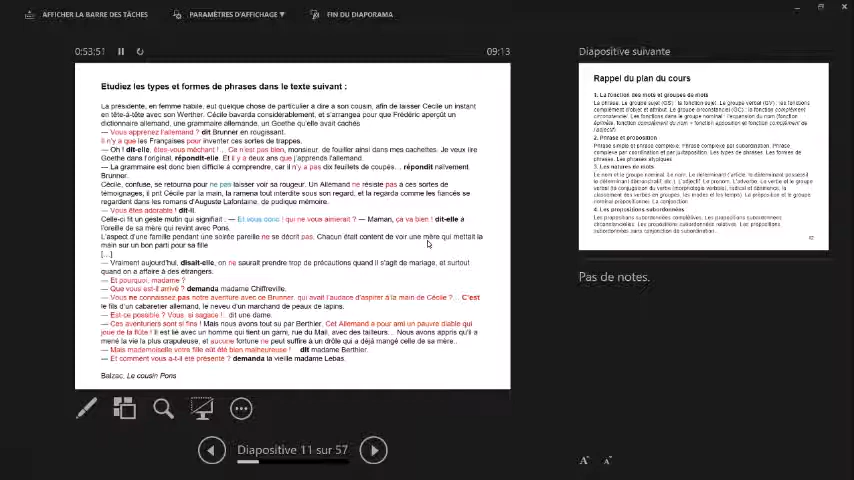 AFFICHER LA BARRE DES TÂCHES
PARAMÈTRES D'AFFICHAGE ▼
FIN DU DIAPORAMA
0:53:51
09:13
Etudiez les types et formes de phrases dans le texte suivant :
La présidente, en femme habile, eut quelque chose de particulier à dire à son cousin, afin de laisser Cécile un instant
en tête-à-tête avec son Werther. Cécile bavarda considérablement, et s'arrangea pour que Frédéric aperçût un
dictionnaire allemand, une grammaire allemande, un Goethe qu'elle avait cachés
— Vous apprenez l'allemand ? dit Brunner en rougissant.
Il n'y a que les Françaises pour inventer ces sortes de trappes.
— Oh ! dit-elle, êtes-vous méchant !... Ce n'est pas bien, monsieur, de fouiller ainsi dans mes cachettes. Je veux lire
Goethe dans l'original, répondit-elle. Et il y a deux ans que j'apprends l'allemand.
— La grammaire est donc bien difficile à comprendre, car il n'y a pas dix feuillets de coupés... répondit naïvement
Brunner.
Cécile, confuse, se retourna pour ne pas laisser voir sa rougeur. Un Allemand ne résiste pas à ces sortes de
témoignages, il prit Cécile par la main, la ramena tout interdite sous son regard, et la regarda comme les fiancés se
regardent dans les romans d'Auguste Lafontaine, de pudique mémoire.
— Vous êtes adorable ! dit-il.
Celle-ci fit un geste mutin qui signifiait : — Et vous donc ! qui ne vous aimerait ? — Maman, ça va bien ! dit-elle à
l'oreille de sa mère qui revint avec Pons.
L'aspect d'une famille pendant une soirée pareille ne se décrit pas. Chacun était content de voir une mère qui mettait la
main sur un bon parti pour sa fille
[...]
— Vraiment aujourd'hui, disait-elle, on ne saurait prendre trop de précautions quand il s'agit de mariage, et surtout
quand on a affaire à des étrangers.
— Et pourquoi, madame ?
— Que vous est-il arrivé ? demanda madame Chiffreville.
— Vous ne connaissez pas notre aventure avec ce Brunner, qui avait l'audace d'aspirer à la main de Cécile ?... C'est
le fils d'un cabaretier allemand, le neveu d'un marchand de peaux de lapins.
— Est-ce possible ? Vous, si sagace !.. dit une dame.
— Ces aventuriers sont si fins ! Mais nous avons tout su par Berthier. Cet Allemand a pour ami un pauvre diable qui
joue de la flûte ! Il est lié avec un homme qui tient un garni, rue du Mail, avec des tailleurs... Nous avons appris qu'il a
mené la vie la plus crapuleuse, et aucune fortune ne peut suffire à un drôle qui a déjà mangé celle de sa mère..
— Mais mademoiselle votre fille eût été bien malheureuse ! dit madame Berthier.
— Et comment vous a-t-il été présenté ? demanda la vieille madame Lebas.
Balzac, Le cousin Pons
Diapositive 11 sur 57
Diapositive suivante
Rappel du plan du cours
1. La fonction des mots et groupes de mots
2. Phrase et proposition
3. Les natures de mots
4. Les propositions subordonnées
Pas de notes.
A
A